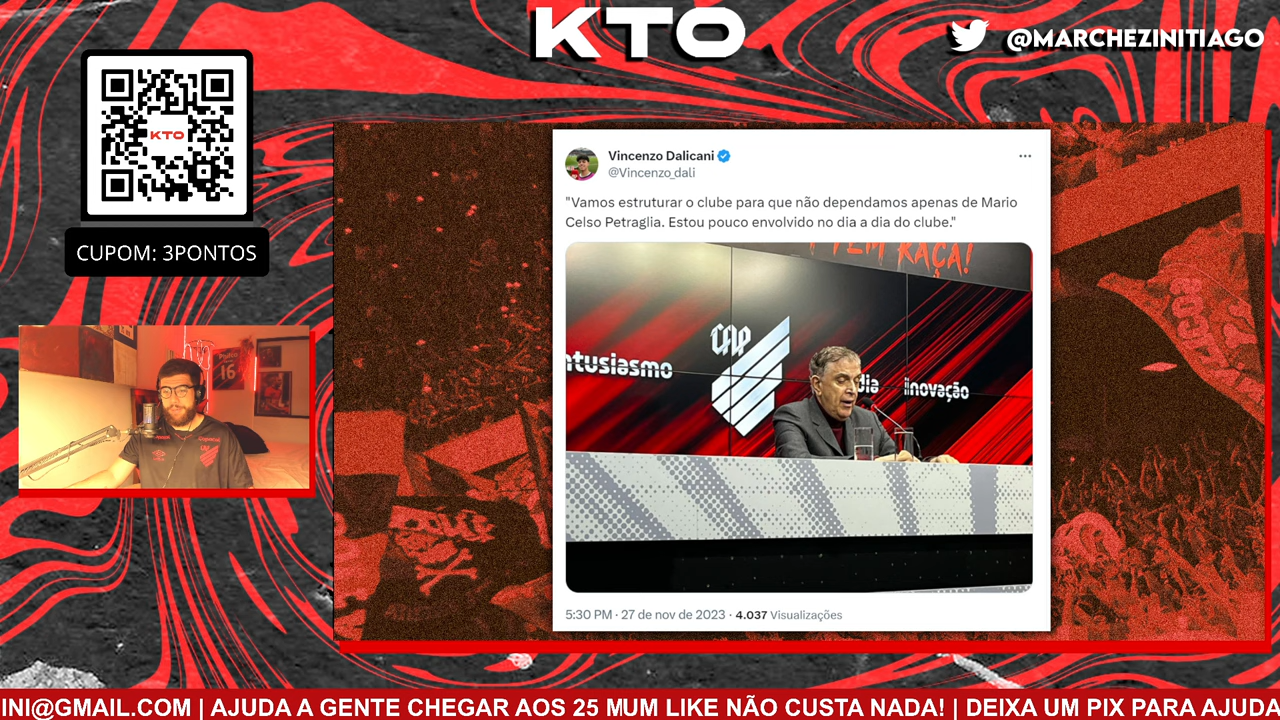 KTO
@MARCHEZINITIAGO
KTO
CUPOM: 3PONTOS
Vincenzo Dalicani
@Vincenzo_dali
"Vamos estruturar o clube para que não dependamos apenas de Mario
Celso Petraglia. Estou pouco envolvido no dia a dia do clube."
TEM RAÇA!
CAP
ntusiasmo
dia
inovação
16
5:30 PM · 27 de nov de 2023 · 4.037 Visualizações
INI@GMAIL.COM | AJUDA A GENTE CHEGAR AOS 25 MUM LIKE NÃO CUSTA NADA! | DEIXA UM PIX PARA AJUDA